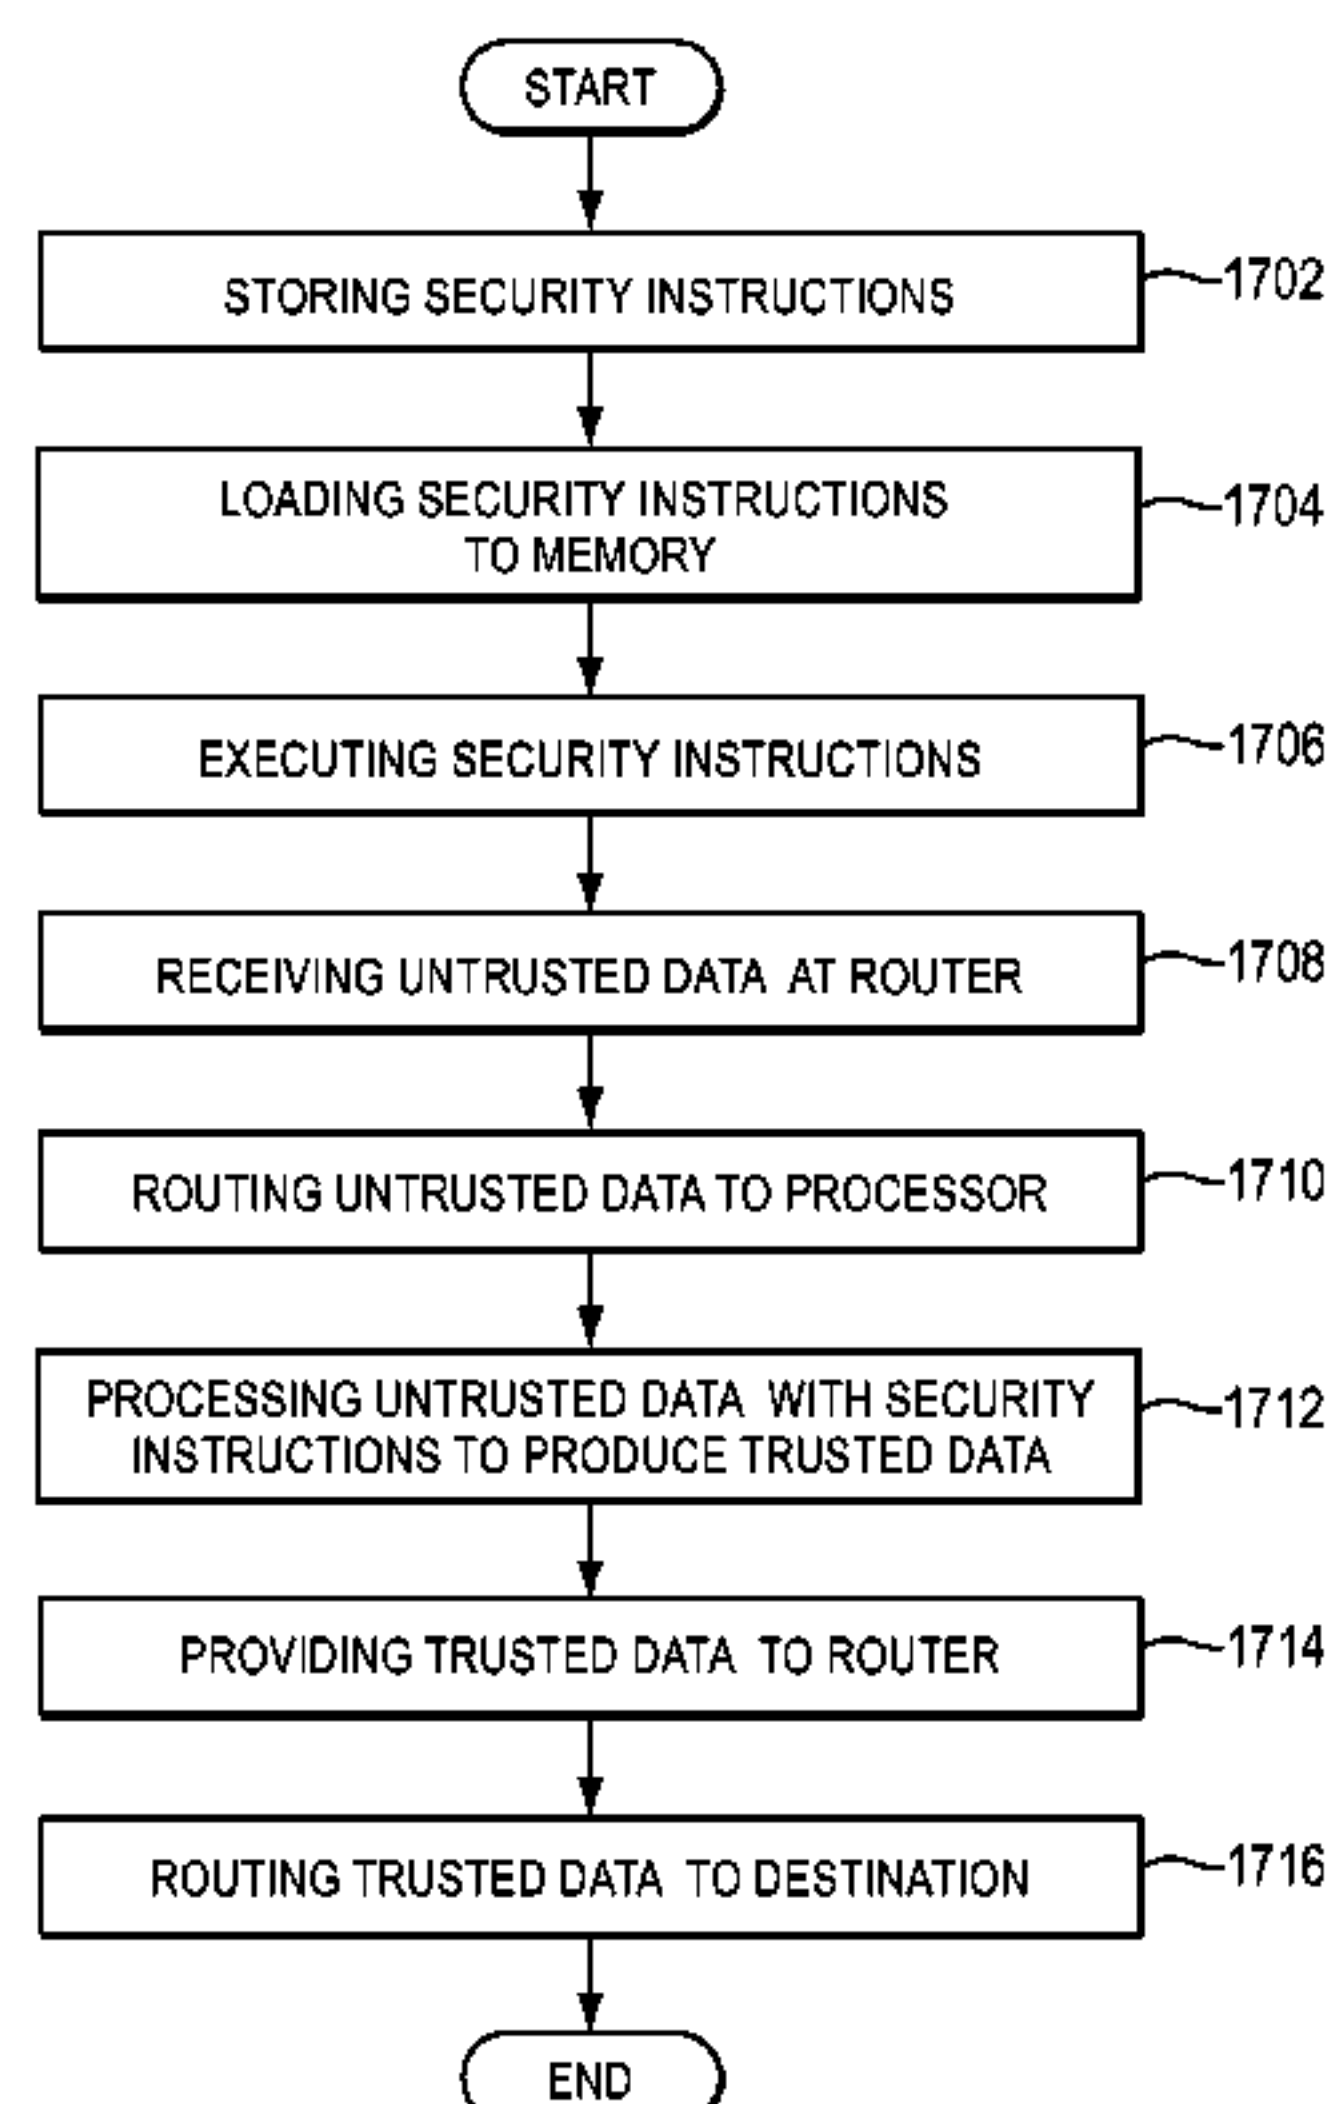 START
STORING SECURITY INSTRUCTIONS
1702
LOADING SECURITY INSTRUCTIONS
TO MEMORY
1704
EXECUTING SECURITY INSTRUCTIONS
1706
RECEIVING UNTRUSTED DATA AT ROUTER
1708
ROUTING UNTRUSTED DATA TO PROCESSOR
1710
PROCESSING UNTRUSTED DATA WITH SECURITY
INSTRUCTIONS TO PRODUCE TRUSTED DATA
1712
PROVIDING TRUSTED DATA TO ROUTER
1714
ROUTING TRUSTED DATA TO DESTINATION
1716
END